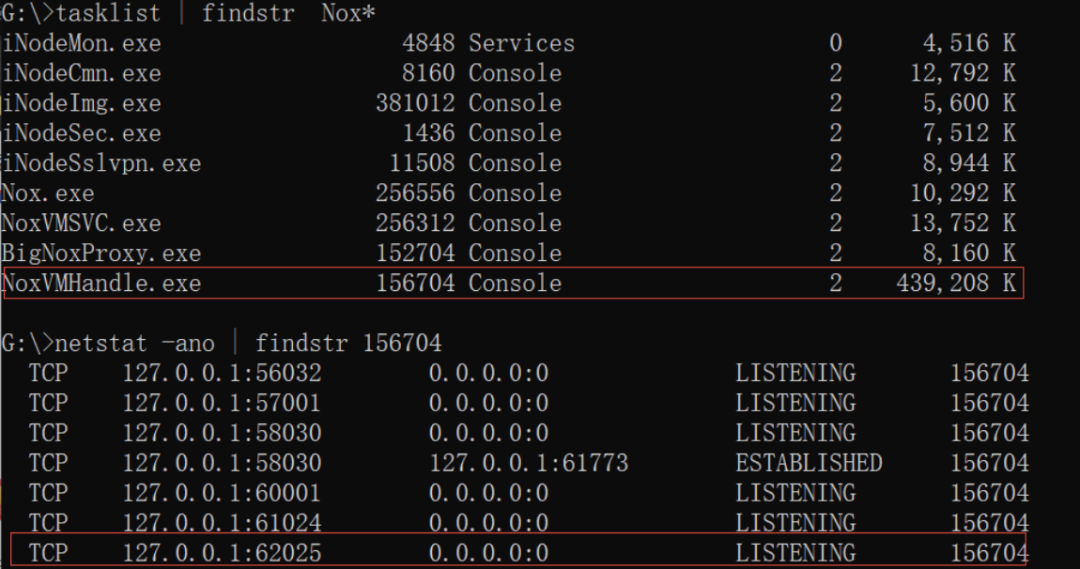 G:\>tasklist | findstr  Nox*
iNodeMon.exe 4848 Services 0 4,516 K
iNodeCmn.exe 8160 Console 2 12,792 K
iNodeImg.exe 381012 Console 2 5,600 K
iNodeSec.exe 1436 Console 2 7,512 K
iNodeSslvpn.exe 11508 Console 2 8,944 K
Nox.exe 256556 Console 2 10,292 K
NoxVMSVC.exe 256312 Console 2 13,752 K
BigNoxProxy.exe 152704 Console 2 8,160 K
NoxVMHandle.exe 156704 Console 2 439,208 K
G:\>netstat -ano | findstr 156704
TCP 127.0.0.1:56032 0.0.0.0:0 LISTENING 156704
TCP 127.0.0.1:57001 0.0.0.0:0 LISTENING 156704
TCP 127.0.0.1:58030 0.0.0.0:0 LISTENING 156704
TCP 127.0.0.1:58030 127.0.0.1:61773 ESTABLISHED 156704
TCP 127.0.0.1:60001 0.0.0.0:0 LISTENING 156704
TCP 127.0.0.1:61024 0.0.0.0:0 LISTENING 156704
TCP 127.0.0.1:62025 0.0.0.0:0 LISTENING 156704